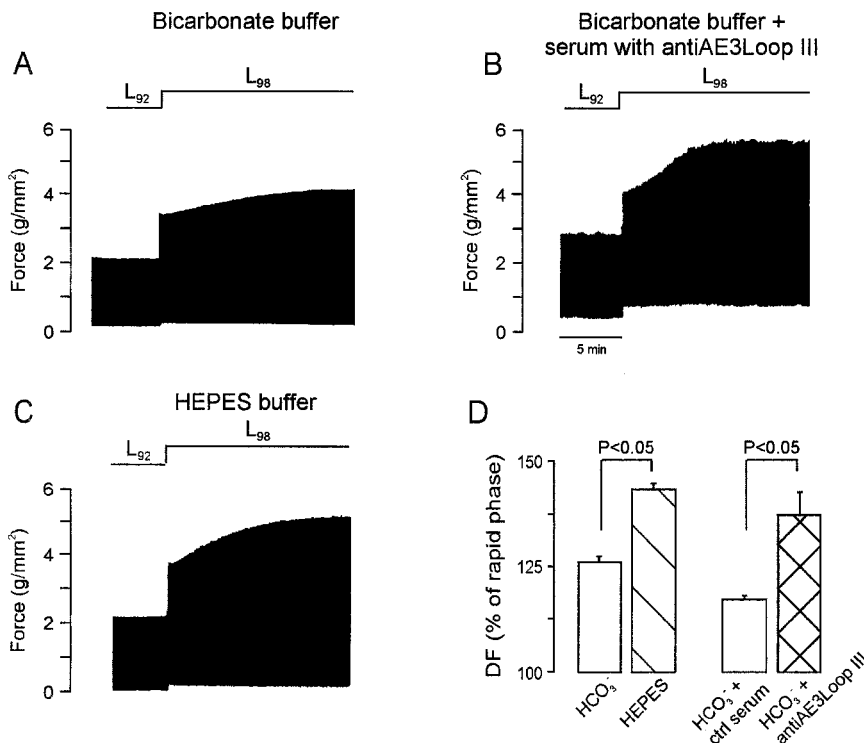 Bicarbonate buffer
A
L₉₂
L₉₈
Force (g/mm²)
6
4
2
0
Bicarbonate buffer +
serum with antiAE3Loop III
B
L₉₂
L₉₈
Force (g/mm²)
6
4
2
0
5 min
HEPES buffer
C
L₉₂
L₉₈
Force (g/mm²)
6
4
2
0
D
P<0.05
P<0.05
DF (% of rapid phase)
150
125
100
HCO₃⁻
HEPES
HCO₃⁻ +
ctrl serum
HCO₃⁻ +
antiAE3Loop III